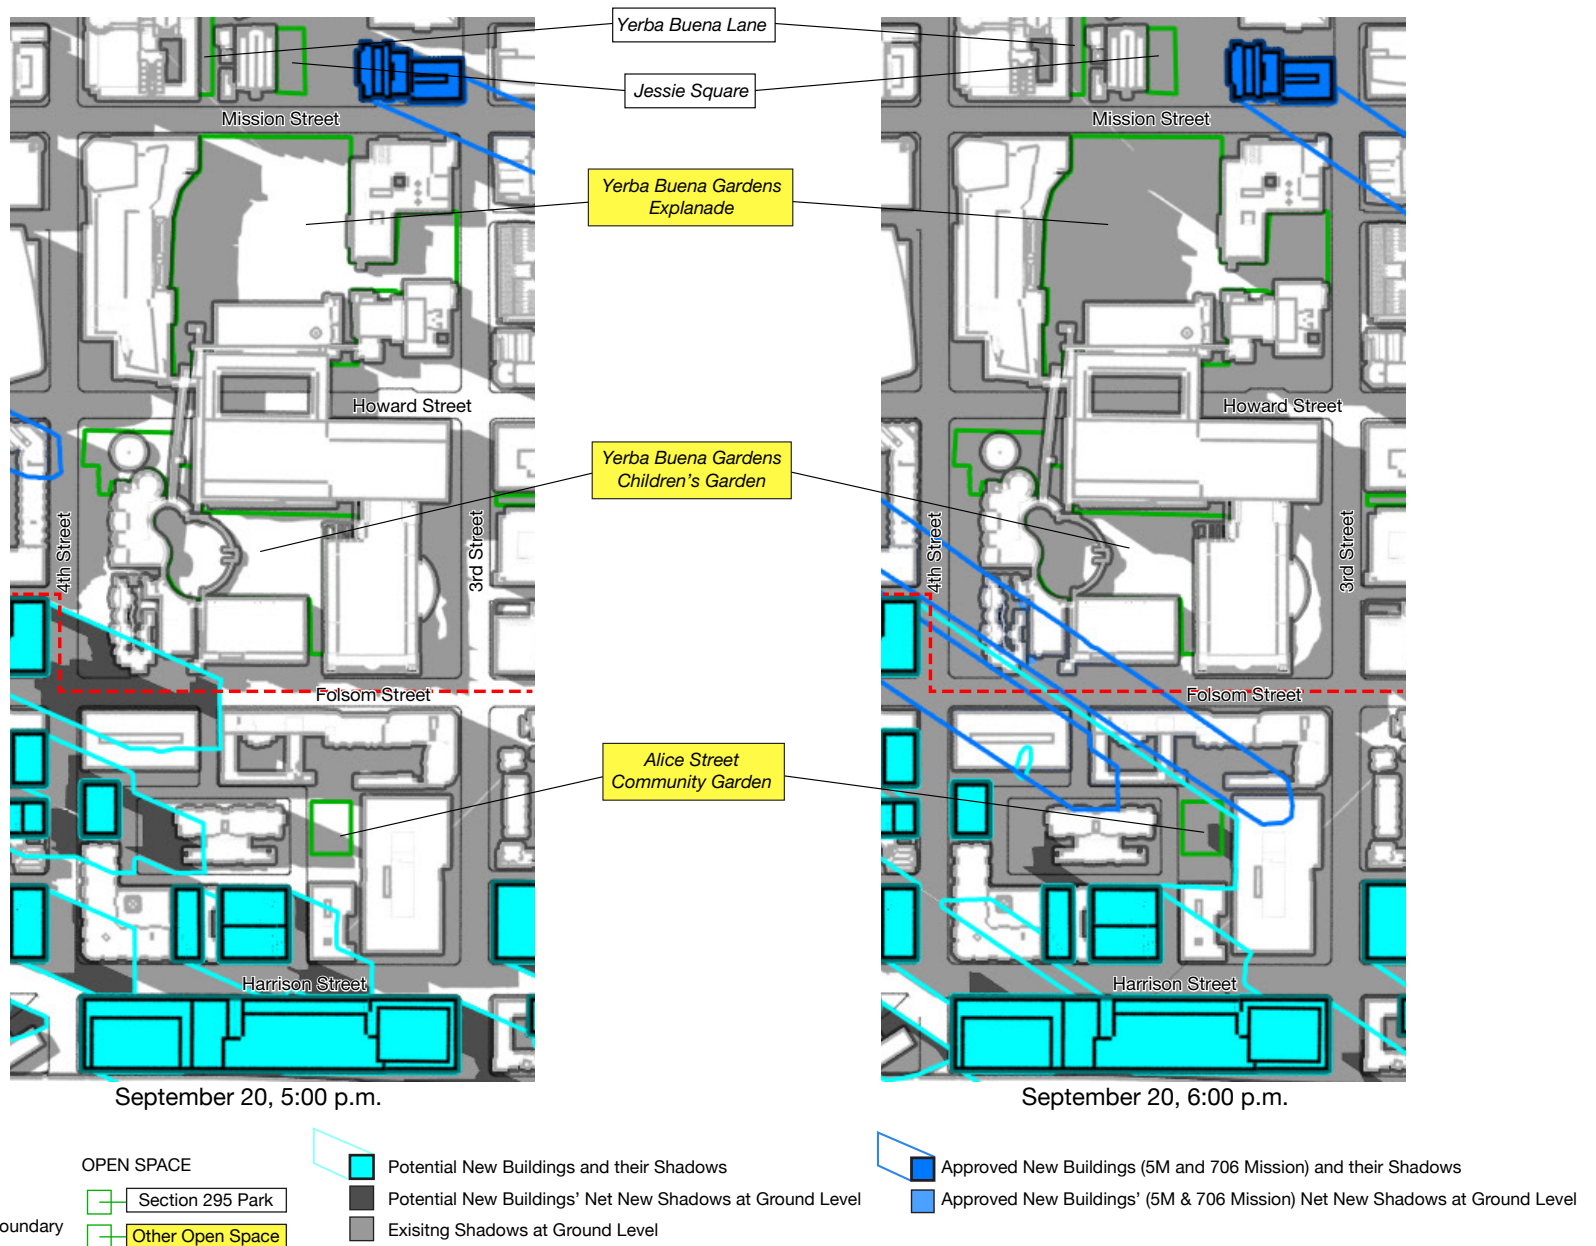 Yerba Buena Lane
Jessie Square
Mission Street
Mission Street
Yerba Buena Gardens
Explanade
Howard Street
Howard Street
Yerba Buena Gardens
Children's Garden
4th Street
3rd Street
4th Street
3rd Street
Folsom Street
Folsom Street
Alice Street
Community Garden
Harrison Street
Harrison Street
September 20, 5:00 p.m.
September 20, 6:00 p.m.
OPEN SPACE
Section 295 Park
oundary
Other Open Space
Potential New Buildings and their Shadows
Potential New Buildings' Net New Shadows at Ground Level
Exisitng Shadows at Ground Level
Approved New Buildings (5M and 706 Mission) and their Shadows
Approved New Buildings' (5M & 706 Mission) Net New Shadows at Ground Level